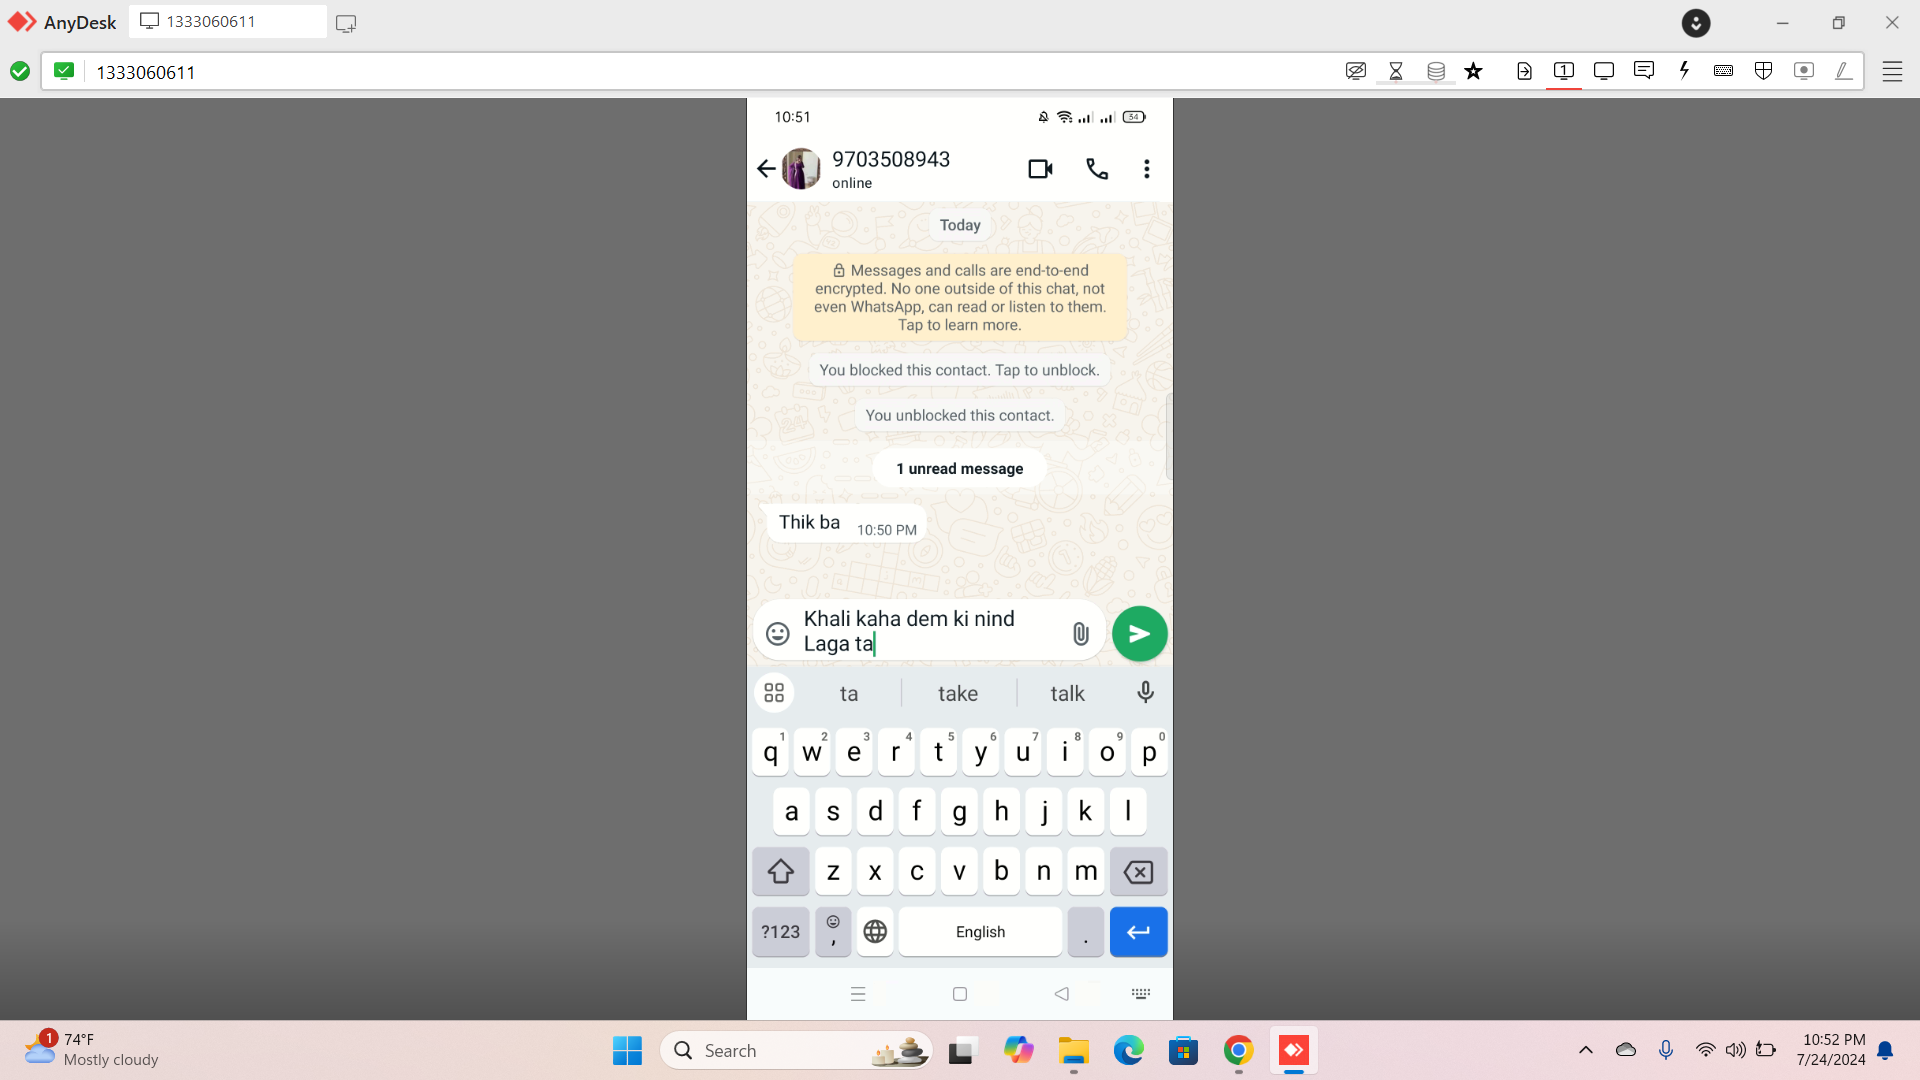 AnyDesk
1333060611
1333060611
1
10:51
34
9703508943
online
Today
Messages and calls are end-to-end
encrypted. No one outside of this chat, not
even WhatsApp, can read or listen to them.
Tap to learn more.
You blocked this contact. Tap to unblock.
You unblocked this contact.
1 unread message
Thik ba 10:50 PM
Khali kaha dem ki nind
Laga ta
ta take talk
1 2 3 4 5 6 7 8 9 0
q w e r t y u i o p
a s d f g h j k l
z x c v b n m
?123 , English .
1
74°F
Mostly cloudy
Search
10:52 PM
7/24/2024